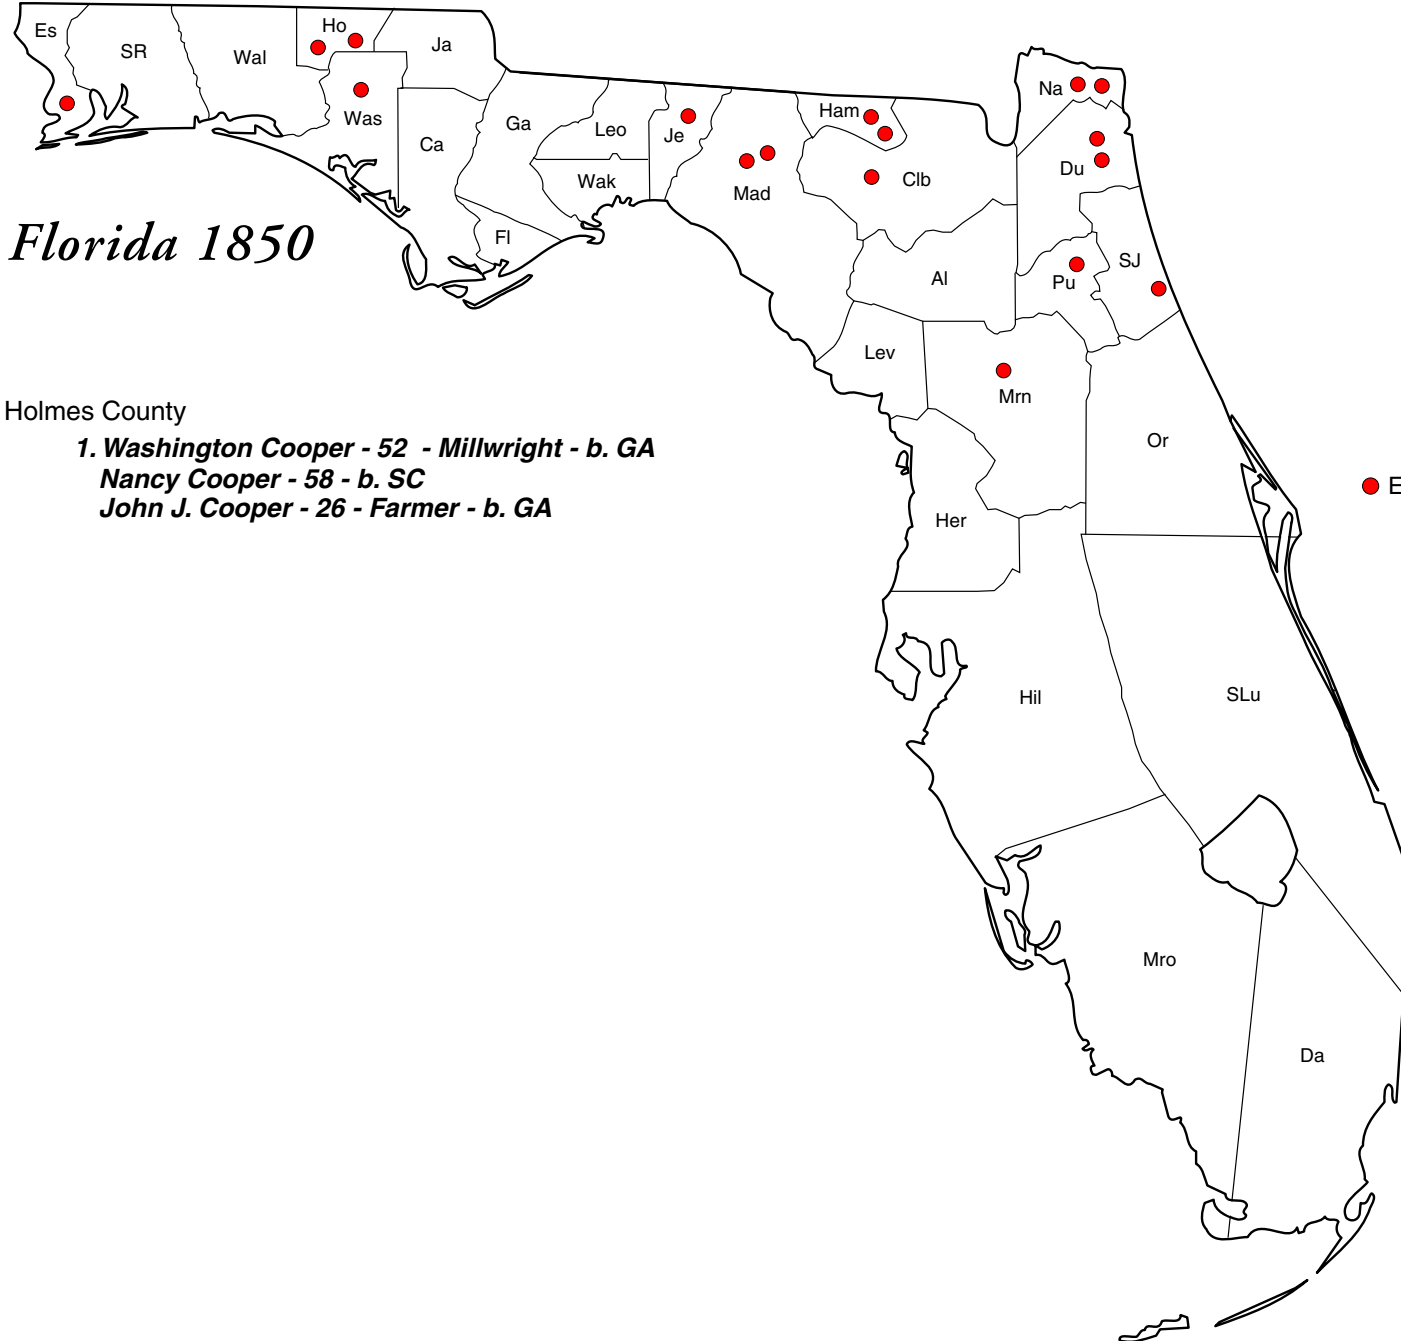 Es
SR
Wal
Ho
Ja
Was
Ca
Ga
Leo
Wak
Je
Fl
Mad
Ham
Clb
Na
Du
Al
Pu
SJ
Florida 1850
Lev
Mrn
Or
Holmes County
1. Washington Cooper - 52 - Millwright - b. GA
Nancy Cooper - 58 - b. SC
John J. Cooper - 26 - Farmer - b. GA
E
Her
Hil
SLu
Mro
Da